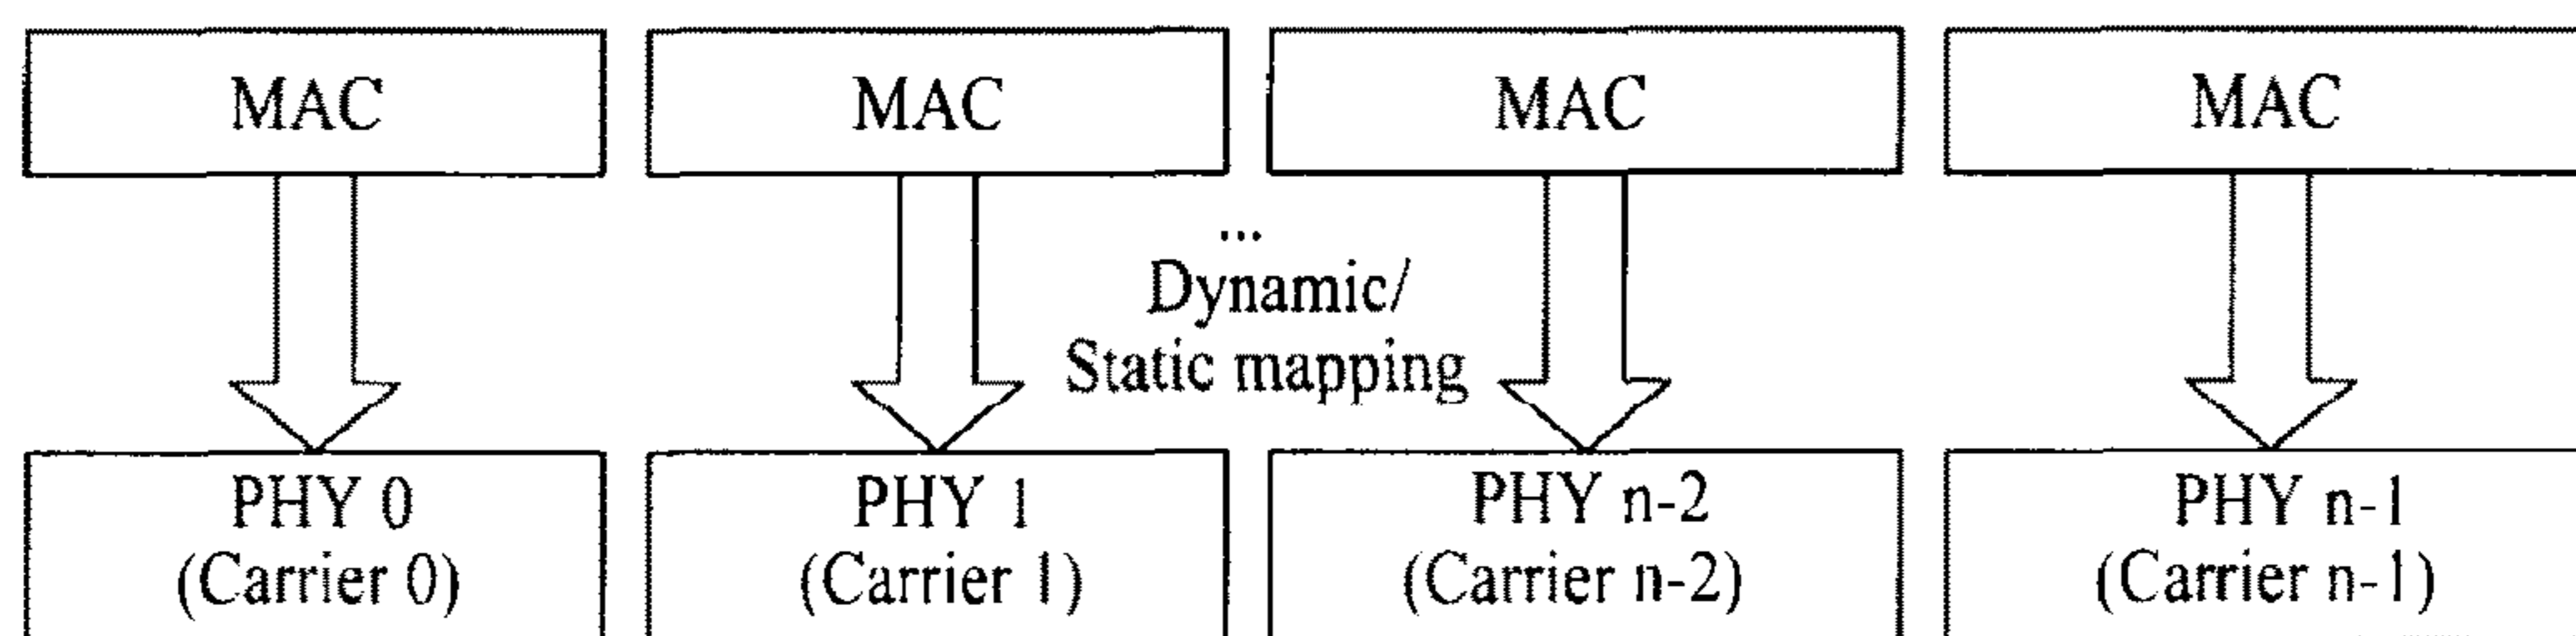 MAC
MAC
MAC
MAC
...
Dynamic/
Static mapping
PHY 0
(Carrier 0)
PHY 1
(Carrier 1)
PHY n-2
(Carrier n-2)
PHY n-1
(Carrier n-1)